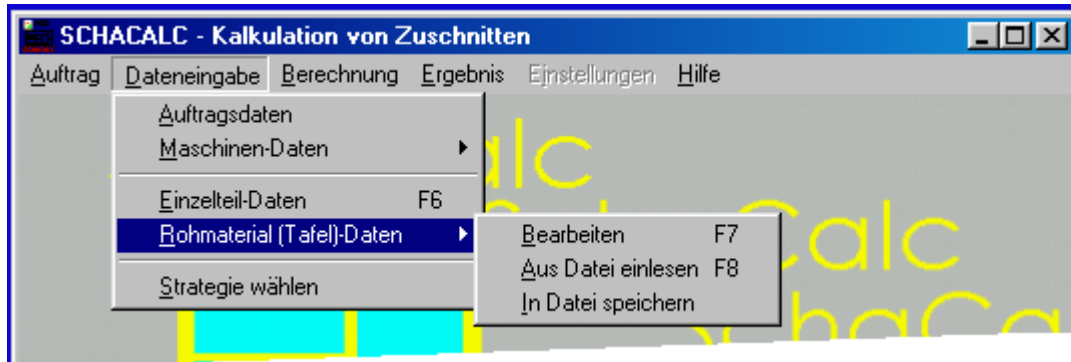 SCHACALC - Kalkulation von Zuschnitten
Auftrag Dateneingabe Berechnung Ergebnis Einstellungen Hilfe
Auftragsdaten
Maschinen-Daten
Einzelteil-Daten F6
Rohmaterial (Tafel)-Daten
Strategie wählen
Bearbeiten F7
Aus Datei einlesen F8
In Datei speichern